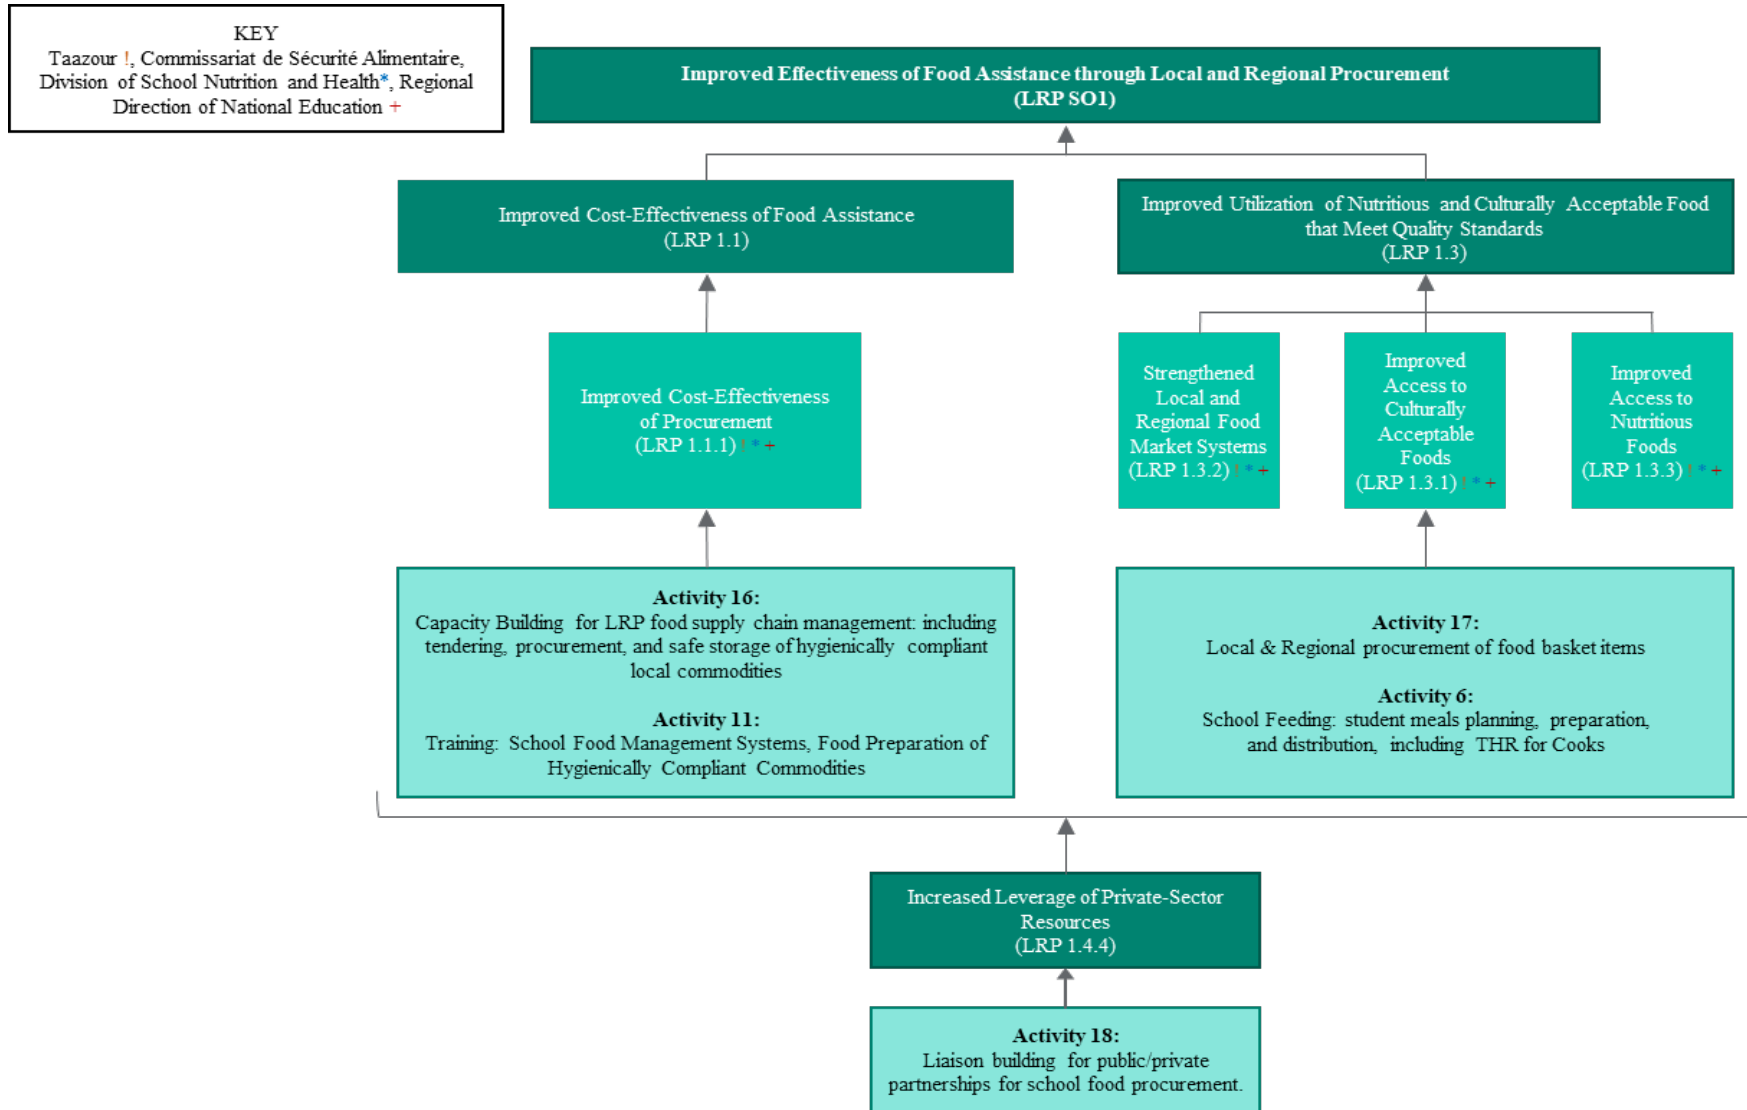 KEY
Taazour !, Commissariat de Sécurité Alimentaire,
Division of School Nutrition and Health*, Regional
Direction of National Education +
Improved Effectiveness of Food Assistance through Local and Regional Procurement
(LRP SO1)
Improved Cost-Effectiveness of Food Assistance
(LRP 1.1)
Improved Utilization of Nutritious and Culturally Acceptable Food
that Meet Quality Standards
(LRP 1.3)
Improved Cost-Effectiveness
of Procurement
(LRP 1.1.1) ! * +
Strengthened
Local and
Regional Food
Market Systems
(LRP 1.3.2) ! * +
Improved
Access to
Culturally
Acceptable
Foods
(LRP 1.3.1) ! * +
Improved
Access to
Nutritious
Foods
(LRP 1.3.3) ! * +
Activity 16:
Capacity Building for LRP food supply chain management: including
tendering, procurement, and safe storage of hygienically compliant
local commodities
Activity 11:
Training: School Food Management Systems, Food Preparation of
Hygienically Compliant Commodities
Activity 17:
Local & Regional procurement of food basket items
Activity 6:
School Feeding: student meals planning, preparation,
and distribution, including THR for Cooks
Increased Leverage of Private-Sector
Resources
(LRP 1.4.4)
Activity 18:
Liaison building for public/private
partnerships for school food procurement.